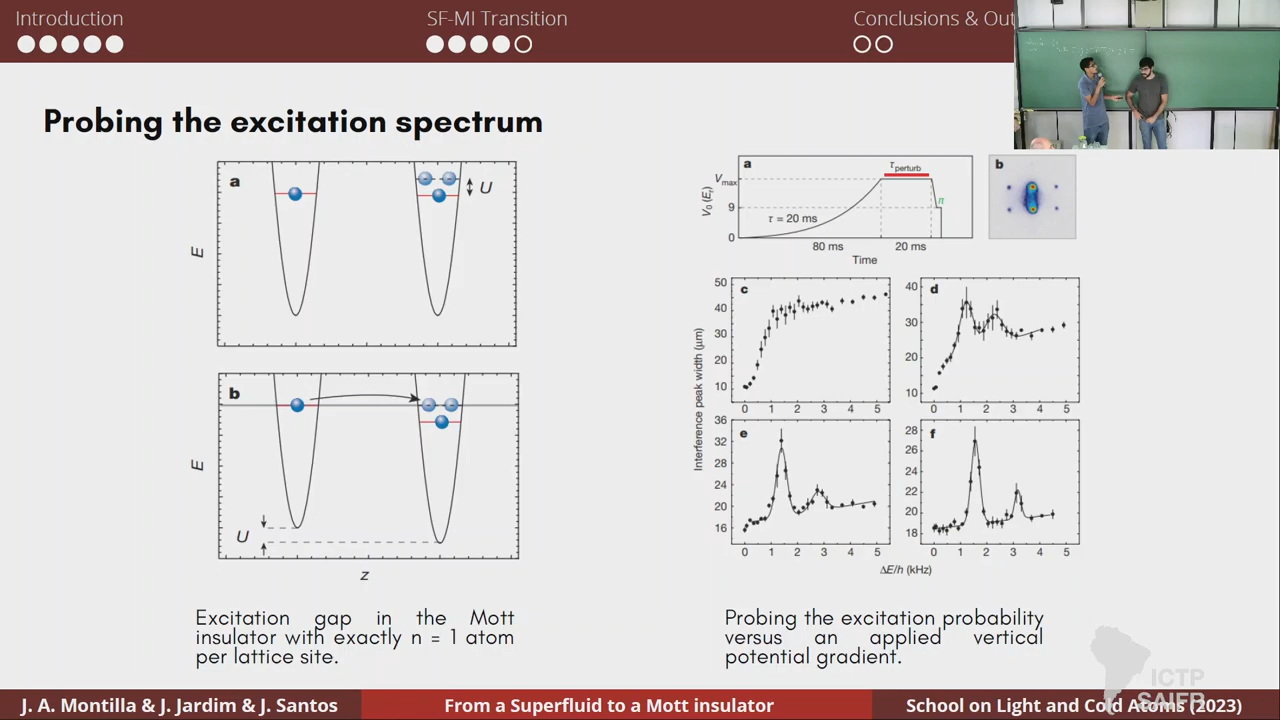 Introduction
SF-MI Transition
Conclusions & Out
Probing the excitation spectrum
a
U
E
b
E
U
z
Excitation gap in the Mott
insulator with exactly n = 1 atom
per lattice site.
a
τperturb
Vmax
V0 (Er)
9
π
τ = 20 ms
0
80 ms
20 ms
Time
b
Interference peak width (μm)
c
50
40
30
20
10
0 1 2 3 4 5
d
40
30
20
10
0 1 2 3 4 5
e
36
32
28
24
20
16
0 1 2 3 4 5
f
28
26
24
22
20
18
0 1 2 3 4 5
ΔE/h (kHz)
Probing the excitation probability
versus an applied vertical
potential gradient.
ICTP
SAIFR
J. A. Montilla & J. Jardim & J. Santos
From a Superfluid to a Mott insulator
School on Light and Cold Atoms (2023)